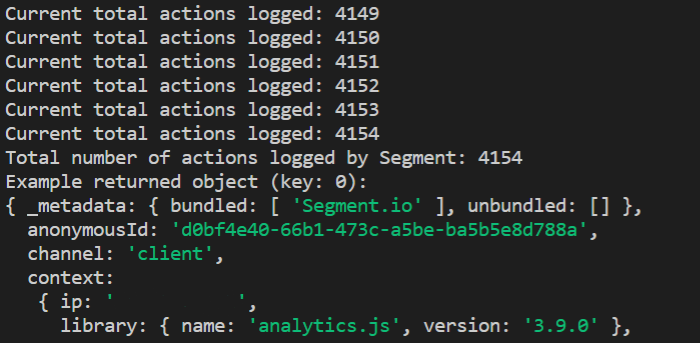 Current total actions logged: 4149
Current total actions logged: 4150
Current total actions logged: 4151
Current total actions logged: 4152
Current total actions logged: 4153
Current total actions logged: 4154
Total number of actions logged by Segment: 4154
Example returned object (key: 0):
{ _metadata: { bundled: [ 'Segment.io' ], unbundled: [] },
  anonymousId: 'd0bf4e40-66b1-473c-a5be-ba5b5e8d788a',
  channel: 'client',
  context:
   { ip: '            ',
     library: { name: 'analytics.js', version: '3.9.0' },